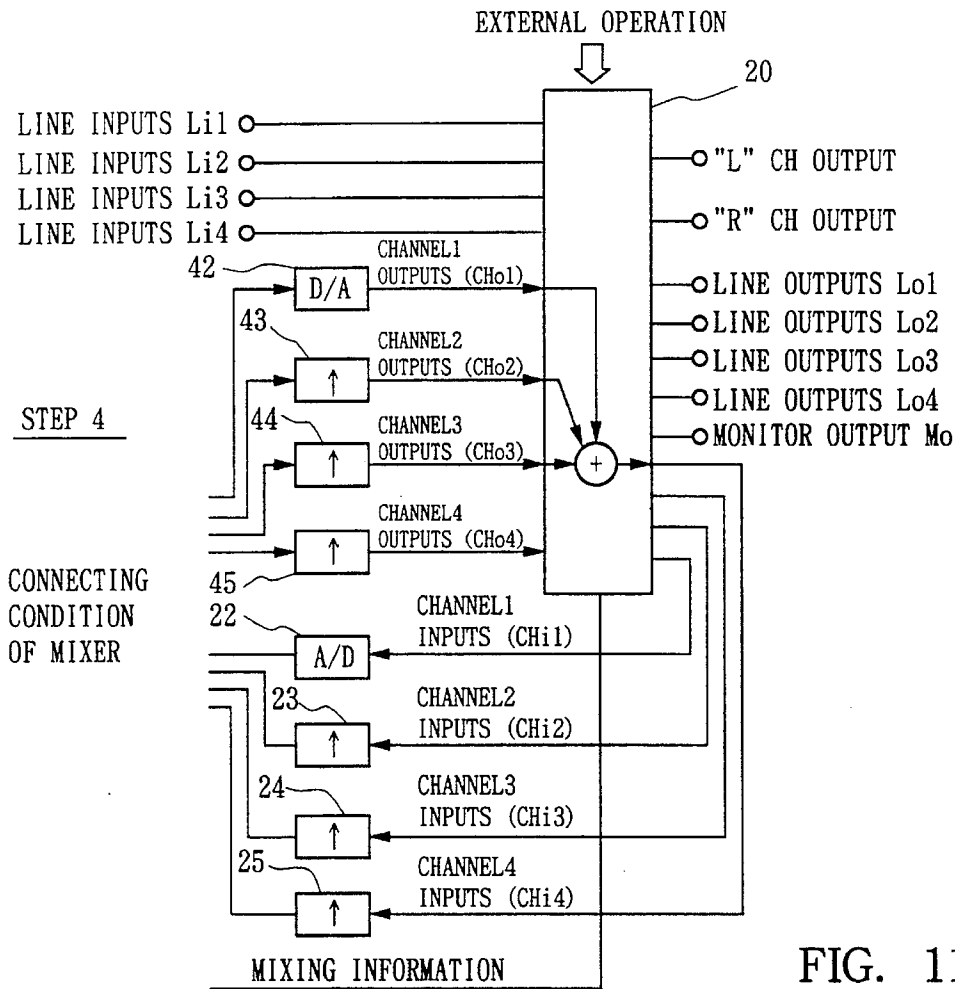 EXTERNAL OPERATION
20
LINE INPUTS Li1
LINE INPUTS Li2
LINE INPUTS Li3
LINE INPUTS Li4
"L" CH OUTPUT
"R" CH OUTPUT
LINE OUTPUTS Lo1
LINE OUTPUTS Lo2
LINE OUTPUTS Lo3
LINE OUTPUTS Lo4
MONITOR OUTPUT Mo
42
D/A
CHANNEL1
OUTPUTS (CHo1)
43
↑
CHANNEL2
OUTPUTS (CHo2)
STEP 4
44
↑
CHANNEL3
OUTPUTS (CHo3)
+
45
↑
CHANNEL4
OUTPUTS (CHo4)
CONNECTING
CONDITION
OF MIXER
22
A/D
CHANNEL1
INPUTS (CHi1)
23
↑
CHANNEL2
INPUTS (CHi2)
24
↑
CHANNEL3
INPUTS (CHi3)
25
↑
CHANNEL4
INPUTS (CHi4)
MIXING INFORMATION
FIG. 11